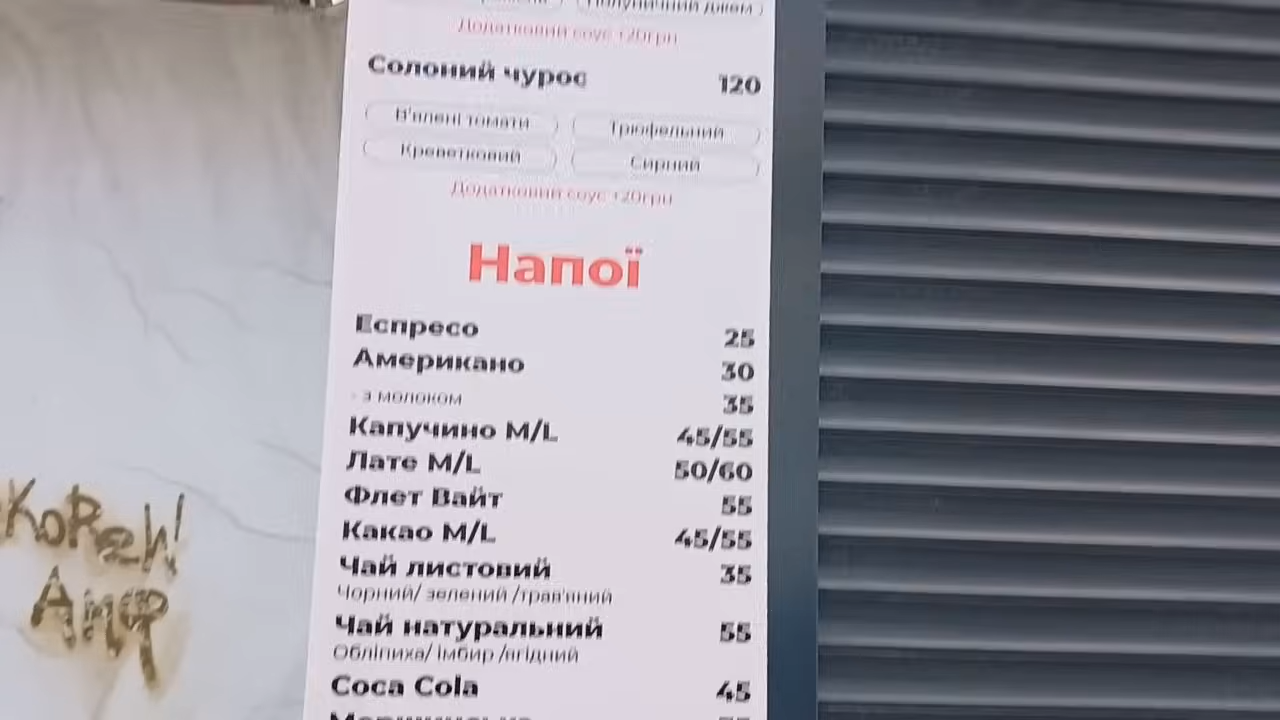 Полуничний джем
Додатковий соус +20грн
Солоний чурос 120
В'ялені томати Трюфельний
Креветковий Сирний
Додатковий соус +20грн
Напої
Еспресо 25
Американо 30
- з молоком 35
Капучино M/L 45/55
Лате M/L 50/60
Флет Вайт 55
Какао M/L 45/55
Чай листовий 35
Чорний/ зелений /трав'яний
Чай натуральний 55
Обліпиха/ імбир /ягідний
Coca Cola 45